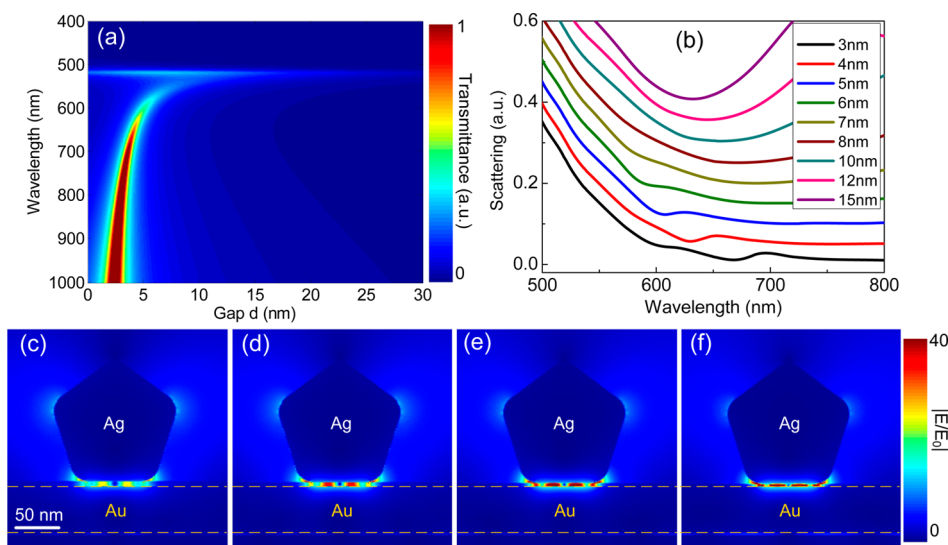 (a)
400
500
600
700
800
900
1000
Wavelength (nm)
0
5
10
15
20
25
30
Gap d (nm)
1
Transmittance (a.u.)
0
(b)
0.6
0.4
0.2
0.0
Scattering (a.u.)
500
600
700
800
Wavelength (nm)
3nm
4nm
5nm
6nm
7nm
8nm
10nm
12nm
15nm
(c)
Ag
Au
50 nm
(d)
Ag
Au
(e)
Ag
Au
(f)
Ag
Au
40
|E/E₀|
0